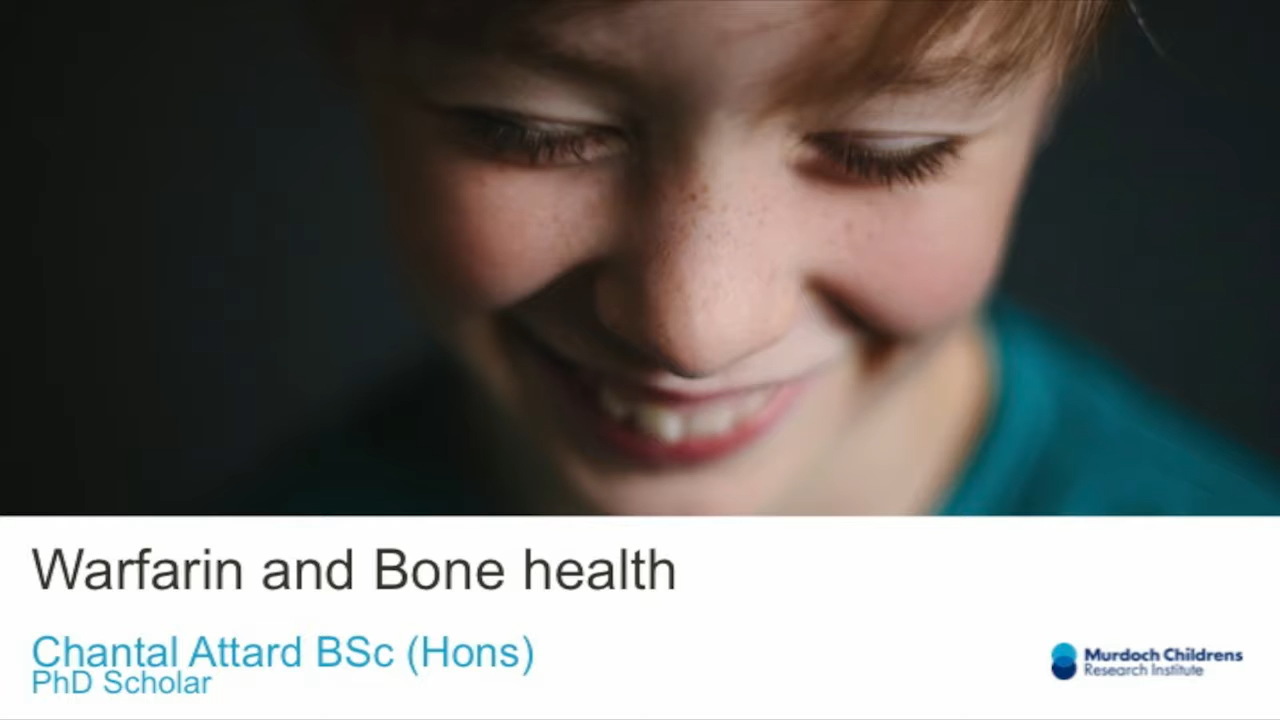 Warfarin and Bone health
Chantal Attard BSc (Hons)
PhD Scholar
Murdoch Childrens
Research Institute